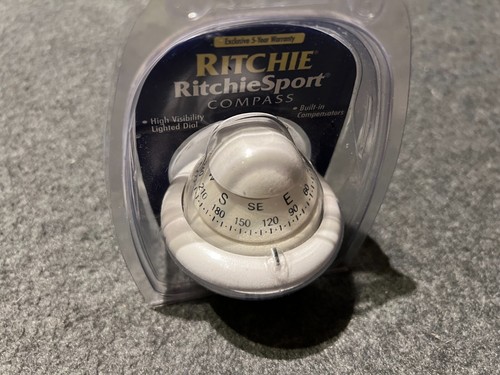 Exclusive 5-Year Warranty
RITCHIE®
RitchieSport®
COMPASS
• High Visibility
Lighted Dial
• Built-in
Compensators
S SE E
210 180 150 120 90 60